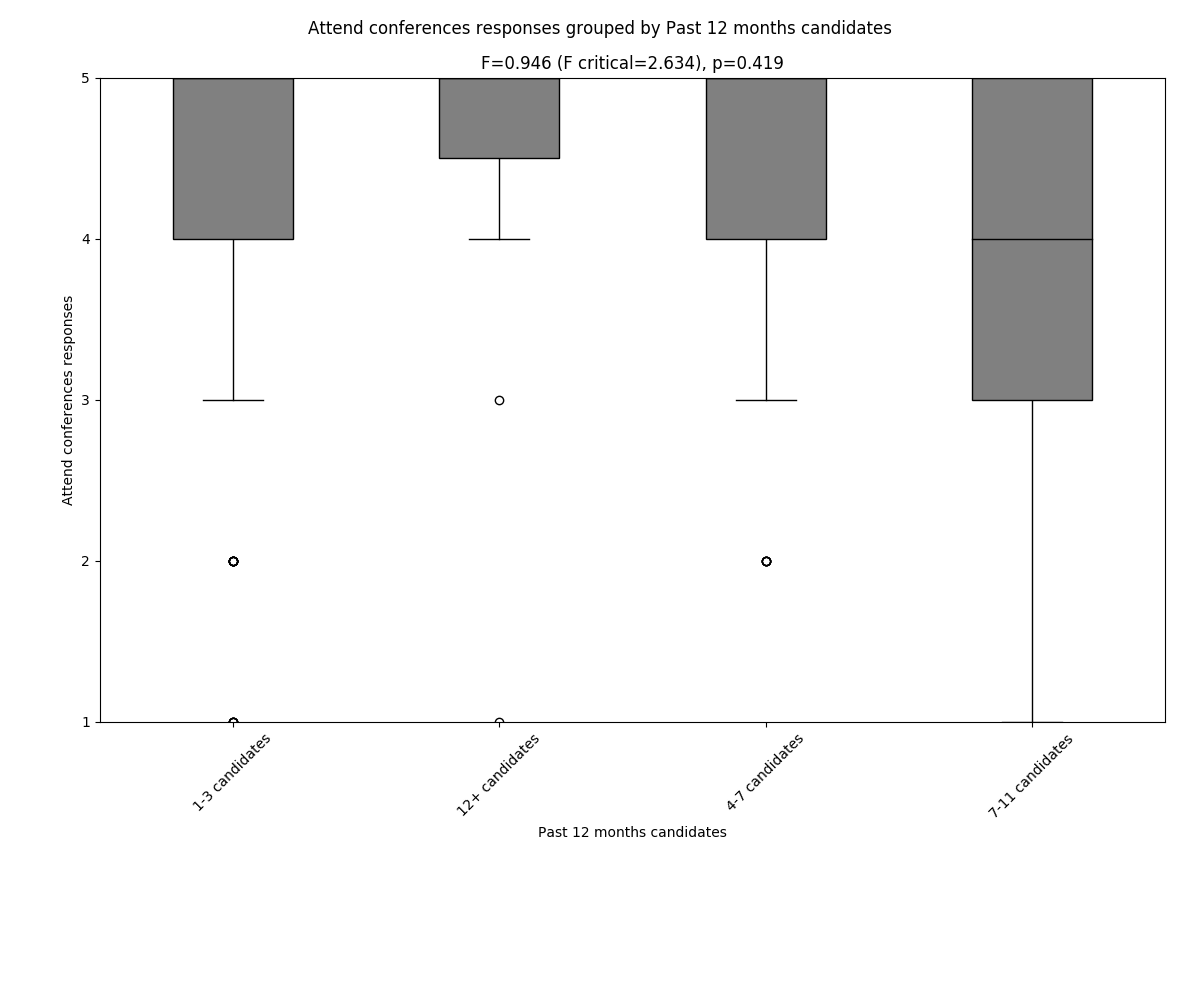 Attend conferences responses grouped by Past 12 months candidates
F=0.946 (F critical=2.634), p=0.419
Attend conferences responses
5
4
3
2
1
1-3 candidates
12+ candidates
4-7 candidates
7-11 candidates
Past 12 months candidates